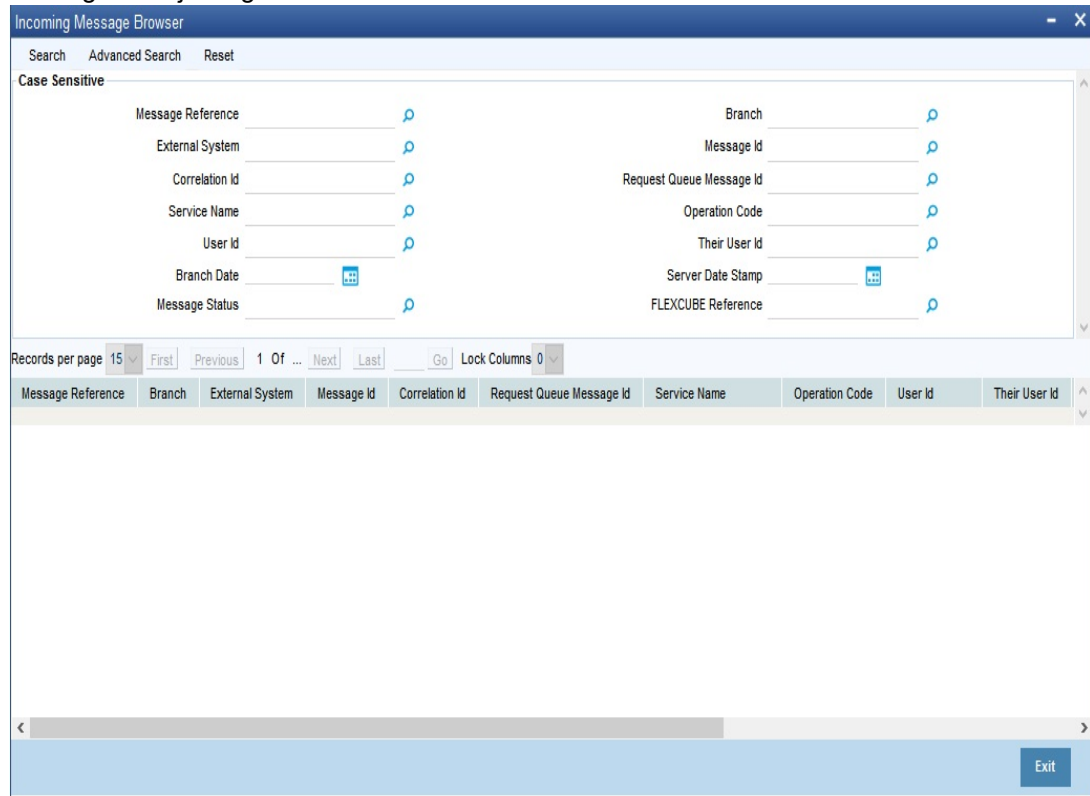 Incoming Message Browser
Search Advanced Search Reset
Case Sensitive
Message Reference Branch
External System Message Id
Correlation Id Request Queue Message Id
Service Name Operation Code
User Id Their User Id
Branch Date Server Date Stamp
Message Status FLEXCUBE Reference
Records per page 15 First Previous 1 Of ... Next Last Go Lock Columns 0
Message Reference Branch External System Message Id Correlation Id Request Queue Message Id Service Name Operation Code User Id Their User Id
Exit